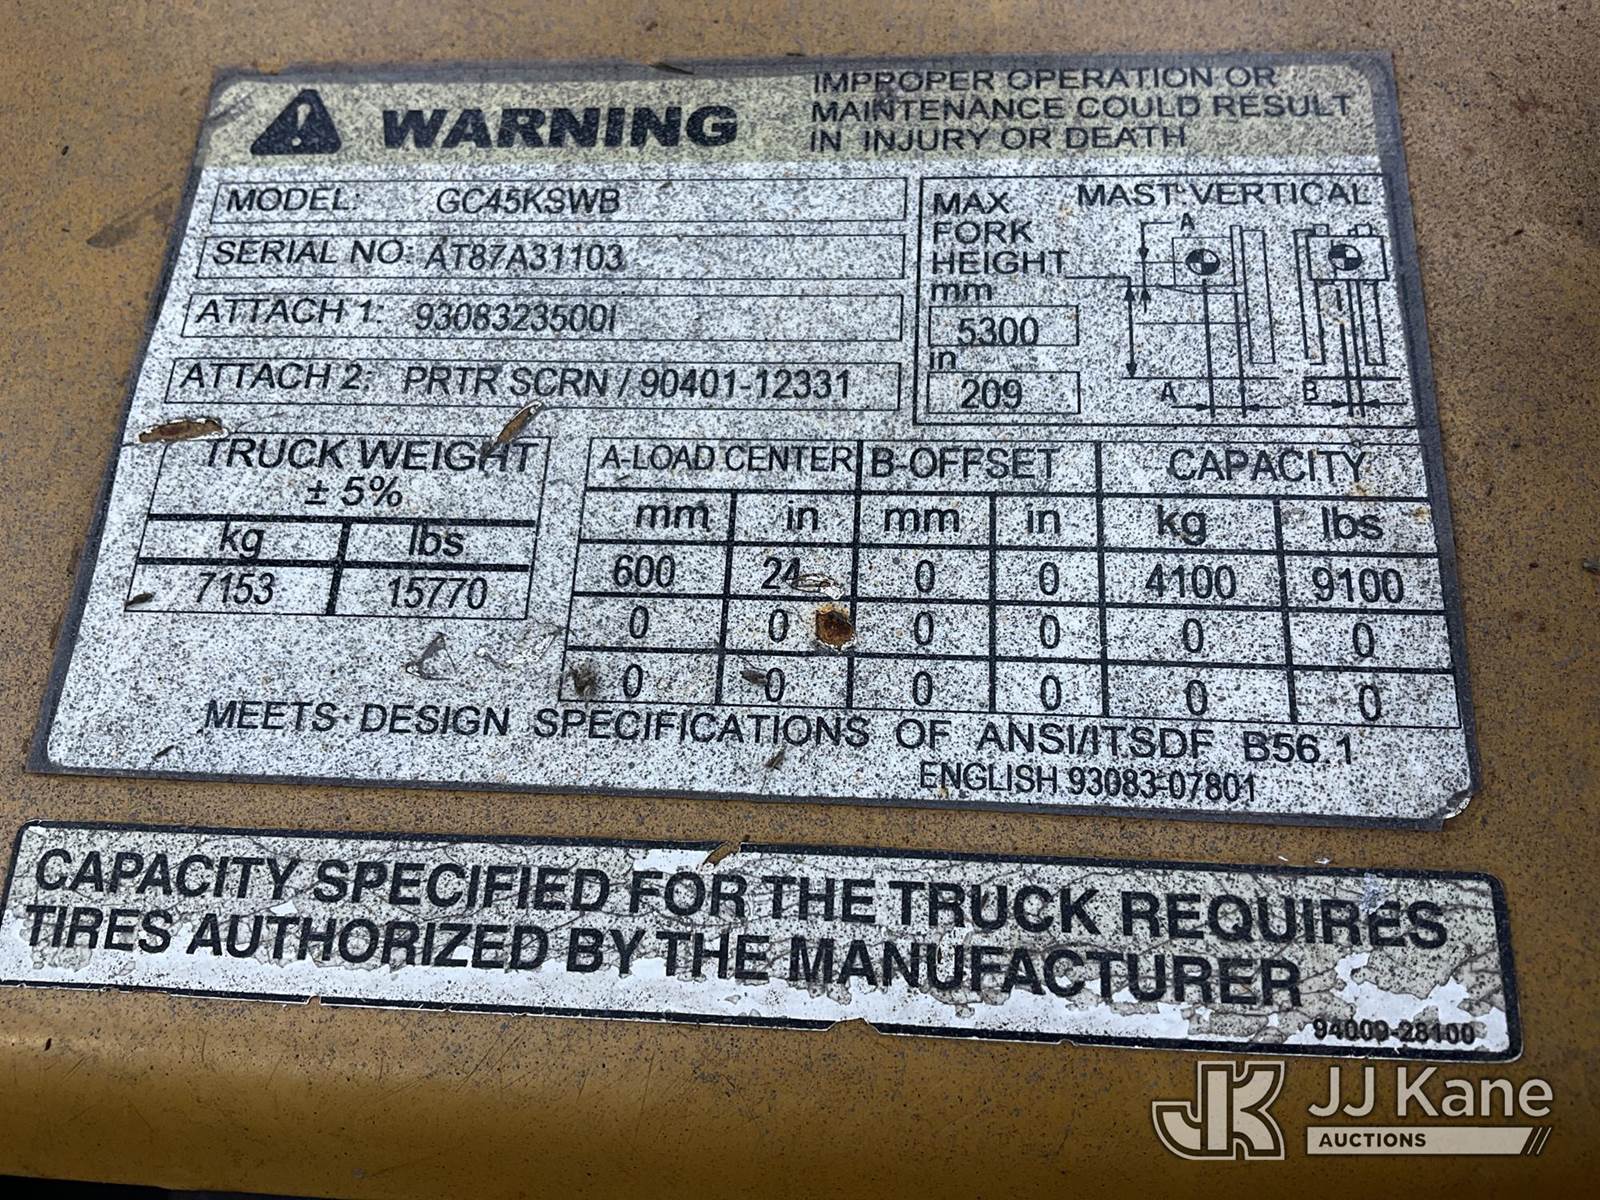 WARNING
IMPROPER OPERATION OR
MAINTENANCE COULD RESULT
IN INJURY OR DEATH
MODEL: GC45KSWB
SERIAL NO: AT87A31103
ATTACH 1: 9308323500I
ATTACH 2: PRTR SCRN / 90401-12331
MAX
FORK
HEIGHT
mm
5300
in
209
MAST VERTICAL
A
A
B
TRUCK WEIGHT
± 5%
kg lbs
7153 15770
A-LOAD CENTER B-OFFSET CAPACITY
mm in mm in kg lbs
600 24 0 0 4100 9100
0 0 0 0 0 0
0 0 0 0 0 0
MEETS DESIGN SPECIFICATIONS OF ANSI/ITSDF B56.1
ENGLISH 93083-07801
CAPACITY SPECIFIED FOR THE TRUCK REQUIRES
TIRES AUTHORIZED BY THE MANUFACTURER
94009-28100
JK JJ Kane
AUCTIONS